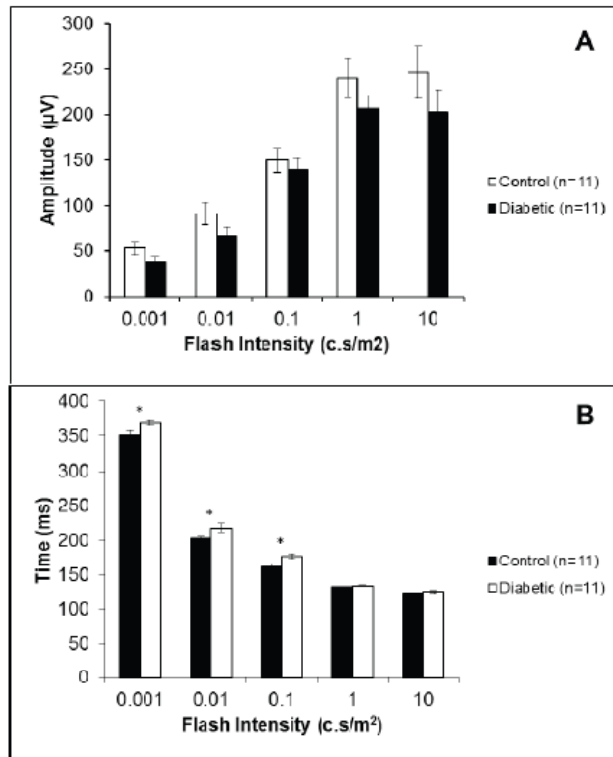 A
300
250
200
150
100
50
0
Amplitude (µV)
Control (n=11)
Diabetic (n=11)
0.001 0.01 0.1 1 10
Flash Intensity (c.s/m2)
B
400
350
300
250
200
150
100
50
0
Time (ms)
* * *
Control (n=11)
Diabetic (n=11)
0.001 0.01 0.1 1 10
Flash Intensity (c.s/m²)